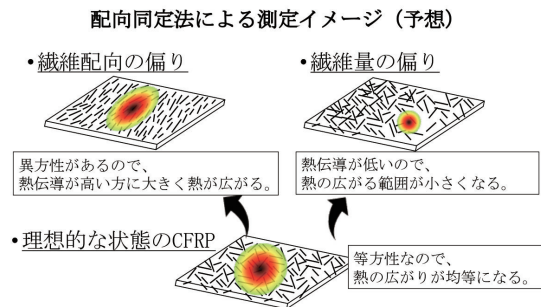 配向同定法による測定イメージ（予想）
・繊維配向の偏り
・繊維量の偏り
異方性があるので、
熱伝導が高い方に大きく熱が広がる。
熱伝導が低いので、
熱の広がる範囲が小さくなる。
・理想的な状態のCFRP
等方性なので、
熱の広がりが均等になる。